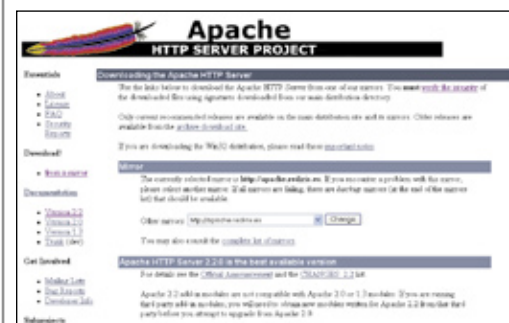 Apache
HTTP SERVER PROJECT
Essentials
About
License
FAQ
Security
Reports
Download!
From a mirror
Documentation
Version 2.2
Version 2.0
Version 1.3
Trunk (dev)
Get Involved
Mailing Lists
Bug Reports
Developer Info
Subprojects
Downloading the Apache HTTP Server
Use the links below to download the Apache HTTP Server from one of our mirrors. You must verify the integrity of
the downloaded files using signatures downloaded from our main distribution directory.
Only current recommended releases are available on the main distribution site and its mirrors. Older releases are
available from the archive download site.
If you are downloading the Win32 distribution, please read these important notes.
Mirror
The currently selected mirror is http://apache.rediris.es. If you encounter a problem with this mirror,
please select another mirror. If all mirrors are failing, there are backup mirrors (at the end of the mirrors
list) that should be available.
Other mirrors: http://apache.rediris.es Change
You may also consult the complete list of mirrors.
Apache HTTP Server 2.2.0 is the best available version
For details see the Official Announcement and the CHANGES_2.2 list
Apache 2.2 add-in modules are not compatible with Apache 2.0 or 1.3 modules. If you are running
third party add-in modules, you will need to obtain new modules written for Apache 2.2 from that third
party before you attempt to upgrade from Apache 2.0